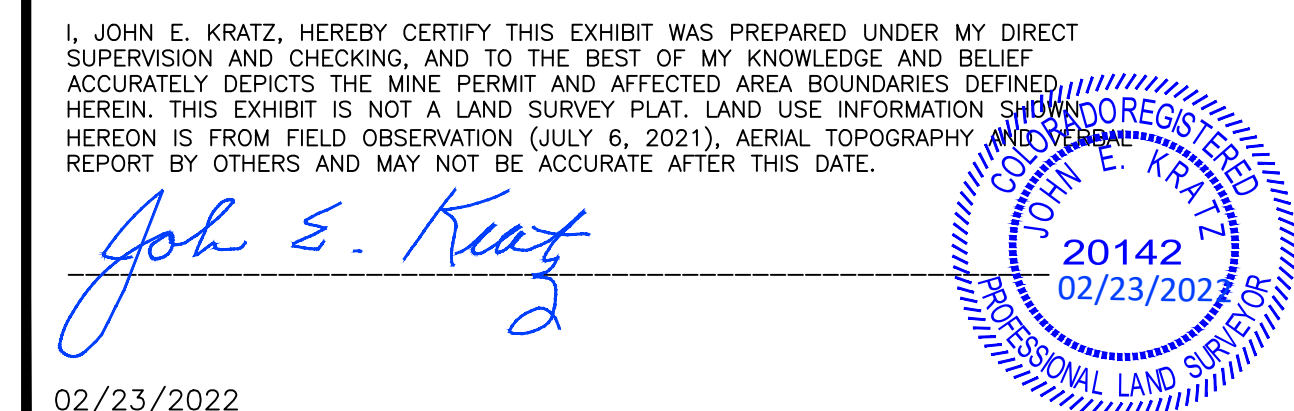 I, JOHN E. KRATZ, HEREBY CERTIFY THIS EXHIBIT WAS PREPARED UNDER MY DIRECT
SUPERVISION AND CHECKING, AND TO THE BEST OF MY KNOWLEDGE AND BELIEF
ACCURATELY DEPICTS THE MINE PERMIT AND AFFECTED AREA BOUNDARIES DEFINED
HEREIN. THIS EXHIBIT IS NOT A LAND SURVEY PLAT. LAND USE INFORMATION SHOWN
HEREON IS FROM FIELD OBSERVATION (JULY 6, 2021), AERIAL TOPOGRAPHY AND VERBAL
REPORT BY OTHERS AND MAY NOT BE ACCURATE AFTER THIS DATE.
John E. Kratz
COLORADO REGISTERED
JOHN E. KRATZ
20142
02/23/2022
PROFESSIONAL LAND SURVEYOR
02/23/2022